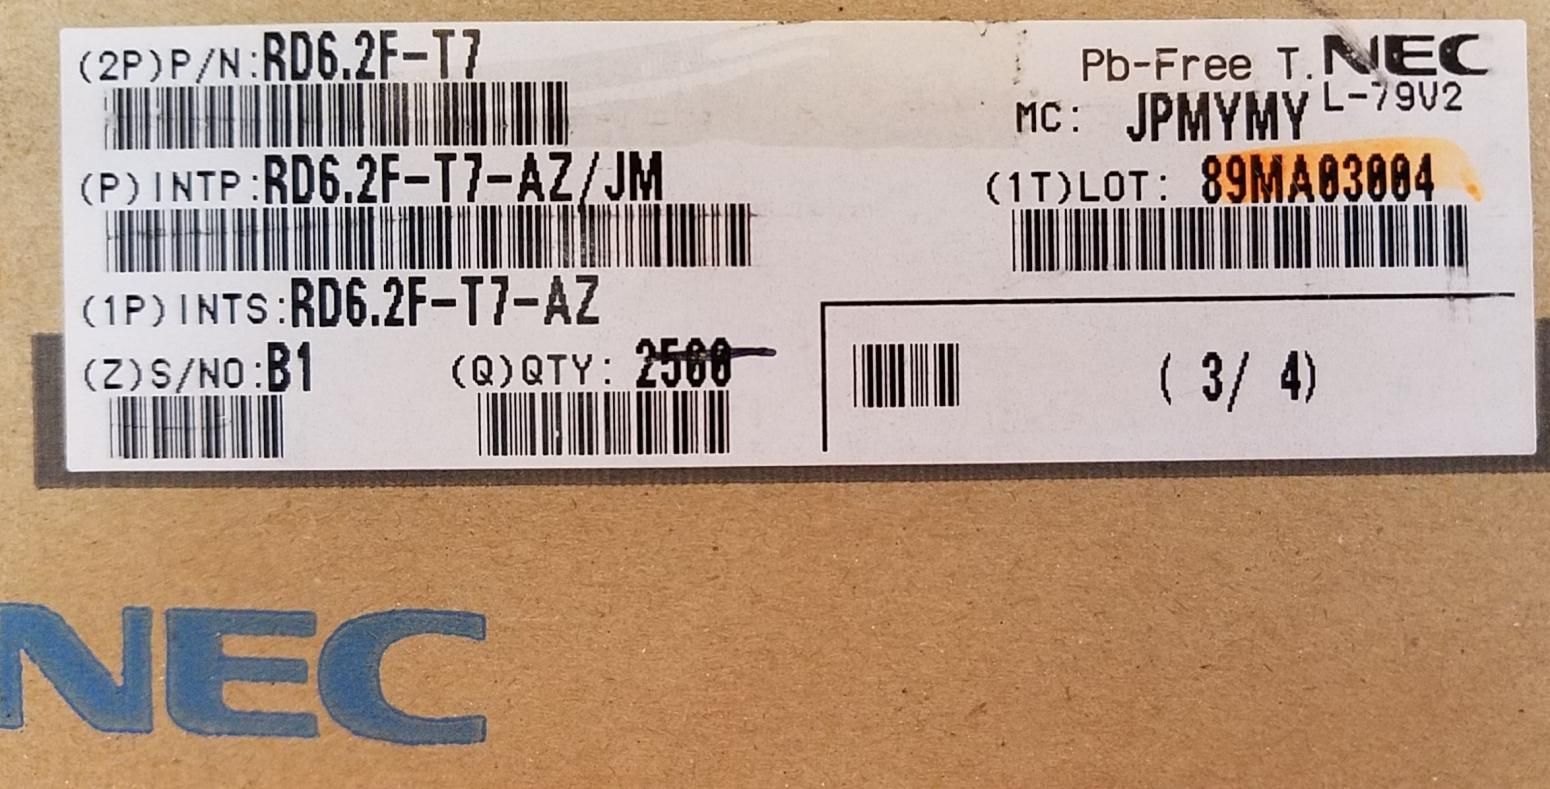 (2P)P/N:RD6.2F-T7
Pb-Free T. NEC
MC: JPMYMY L-79V2
(P)INTP:RD6.2F-T7-AZ/JM
(1T)LOT: 89MA03004
(1P)INTS:RD6.2F-T7-AZ
(Z)S/NO:B1
(Q)QTY: 2500
( 3/ 4)
NEC